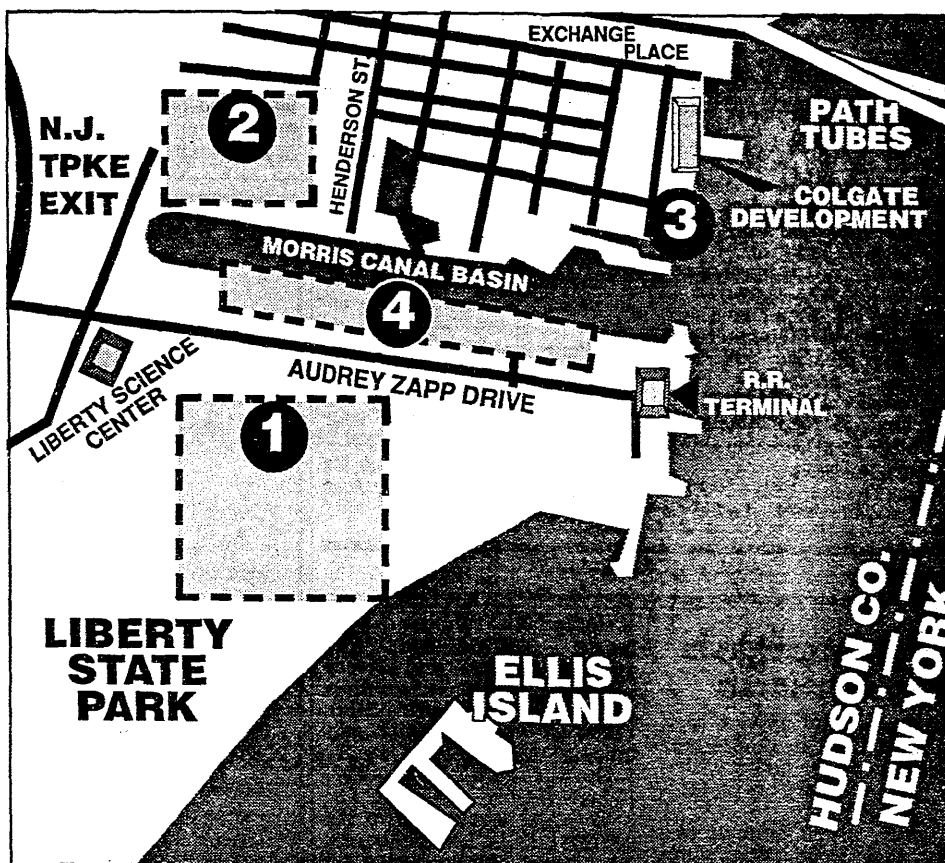 EXCHANGE
PLACE
N.J.
TPKE
EXIT
2
HENDERSON ST.
PATH
TUBES
COLGATE
DEVELOPMENT
3
MORRIS CANAL BASIN
4
LIBERTY SCIENCE
CENTER
AUDREY ZAPP DRIVE
R.R.
TERMINAL
1
LIBERTY
STATE
PARK
ELLIS
ISLAND
HUDSON CO.
NEW YORK